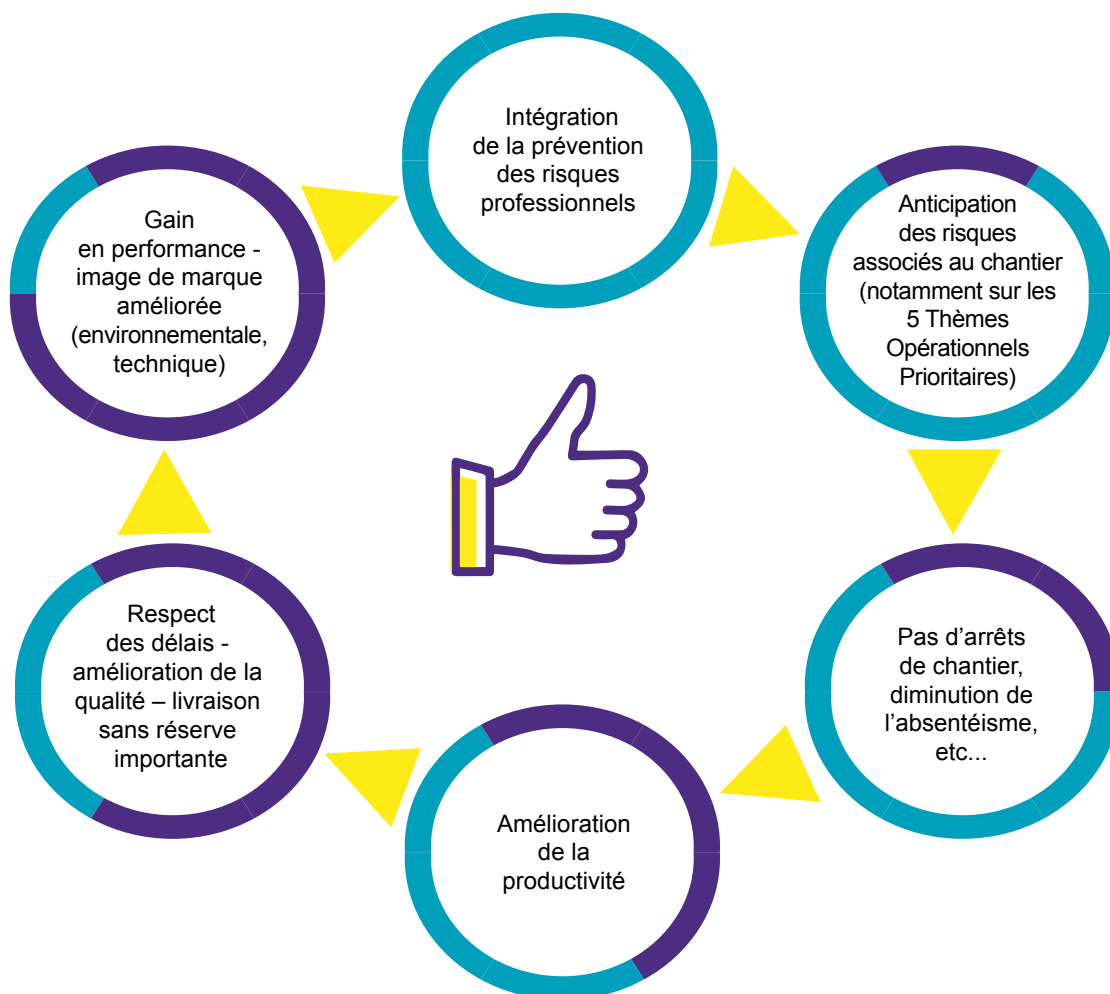 Intégration
de la prévention
des risques
professionnels
Anticipation
des risques
associés au chantier
(notamment sur les
5 Thèmes
Opérationnels
Prioritaires)
Pas d’arrêts
de chantier,
diminution de
l’absentéisme,
etc...
Amélioration
de la
productivité
Respect
des délais -
amélioration de la
qualité – livraison
sans réserve
importante
Gain
en performance -
image de marque
améliorée
(environnementale,
technique)